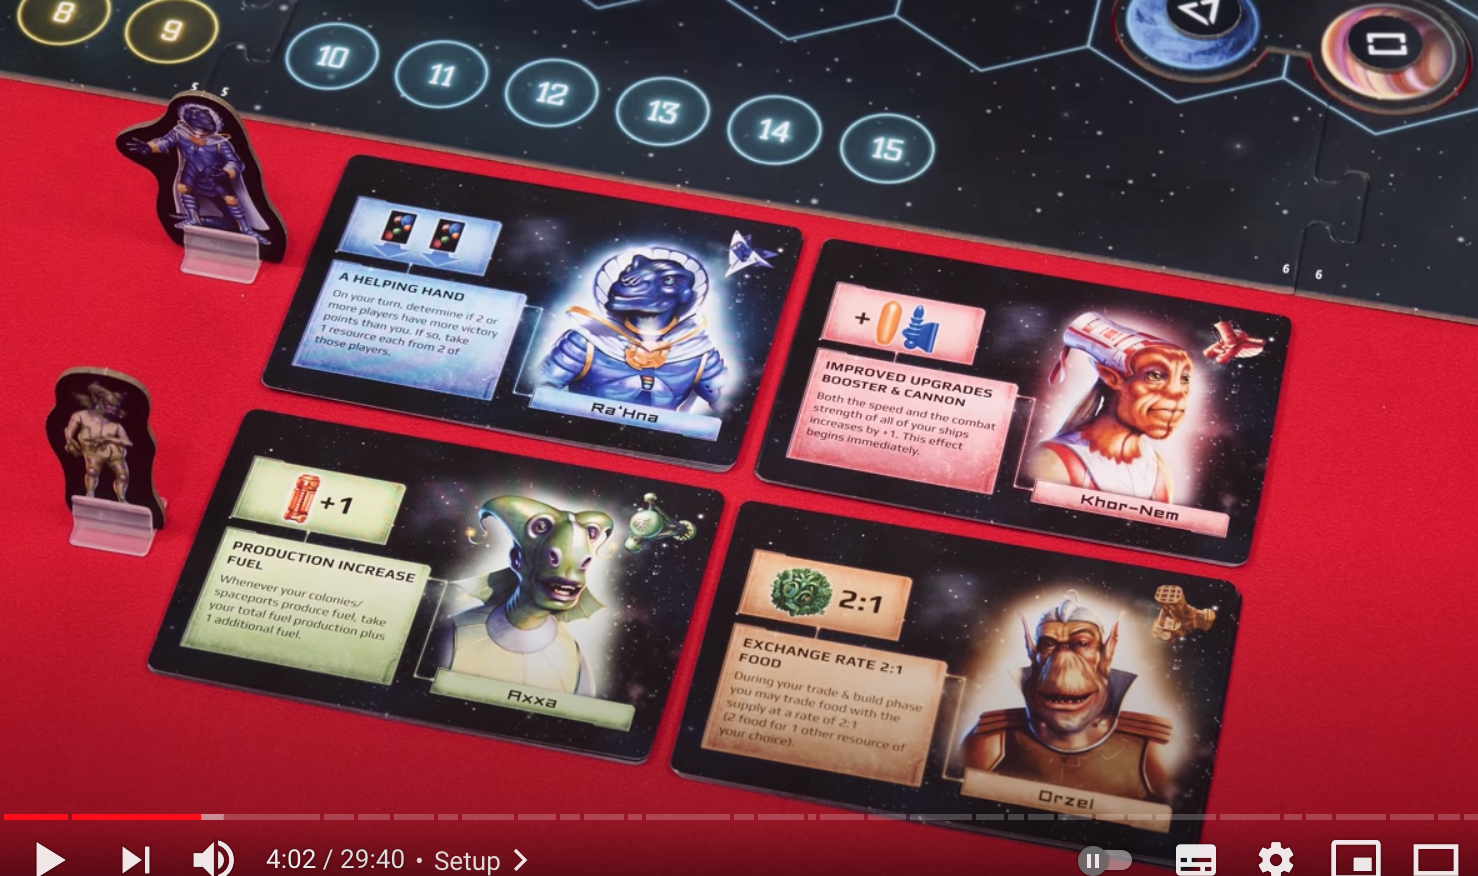 8
9
10
11
12
13
14
15
5 5
6 6
A HELPING HAND
On your turn, determine if 2 or
more players have more victory
points than you. If so, take
1 resource each from 2 of
those players.
Ra'Hna
+
IMPROVED UPGRADES
BOOSTER & CANNON
Both the speed and the combat
strength of all of your ships
increases by +1. This effect
begins immediately.
Khor-Nem
+1
PRODUCTION INCREASE
FUEL
Whenever your colonies/
spaceports produce fuel, take
your total fuel production plus
1 additional fuel.
Axxa
2:1
EXCHANGE RATE 2:1
FOOD
During your trade & build phase
you may trade food with the
supply at a rate of 2:1
(2 food for 1 other resource of
your choice).
Orzel
4:02 / 29:40 • Setup